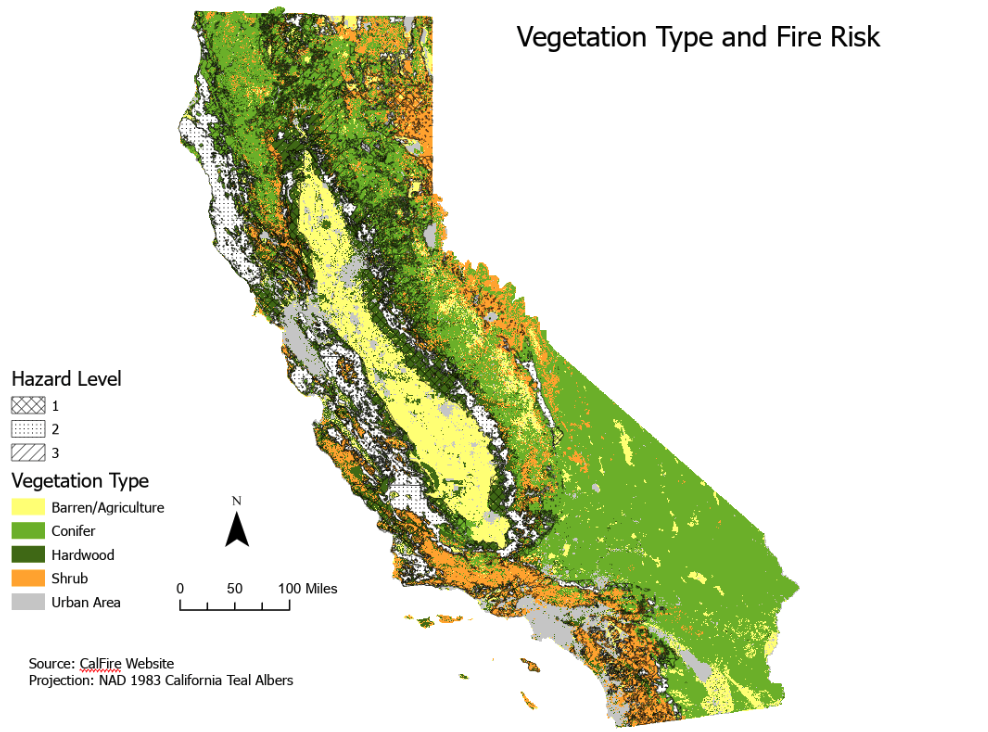 Vegetation Type and Fire Risk
Hazard Level
1
2
3
Vegetation Type
Barren/Agriculture
Conifer
Hardwood
Shrub
Urban Area
N
0 50 100 Miles
Source: CalFire Website
Projection: NAD 1983 California Teal Albers